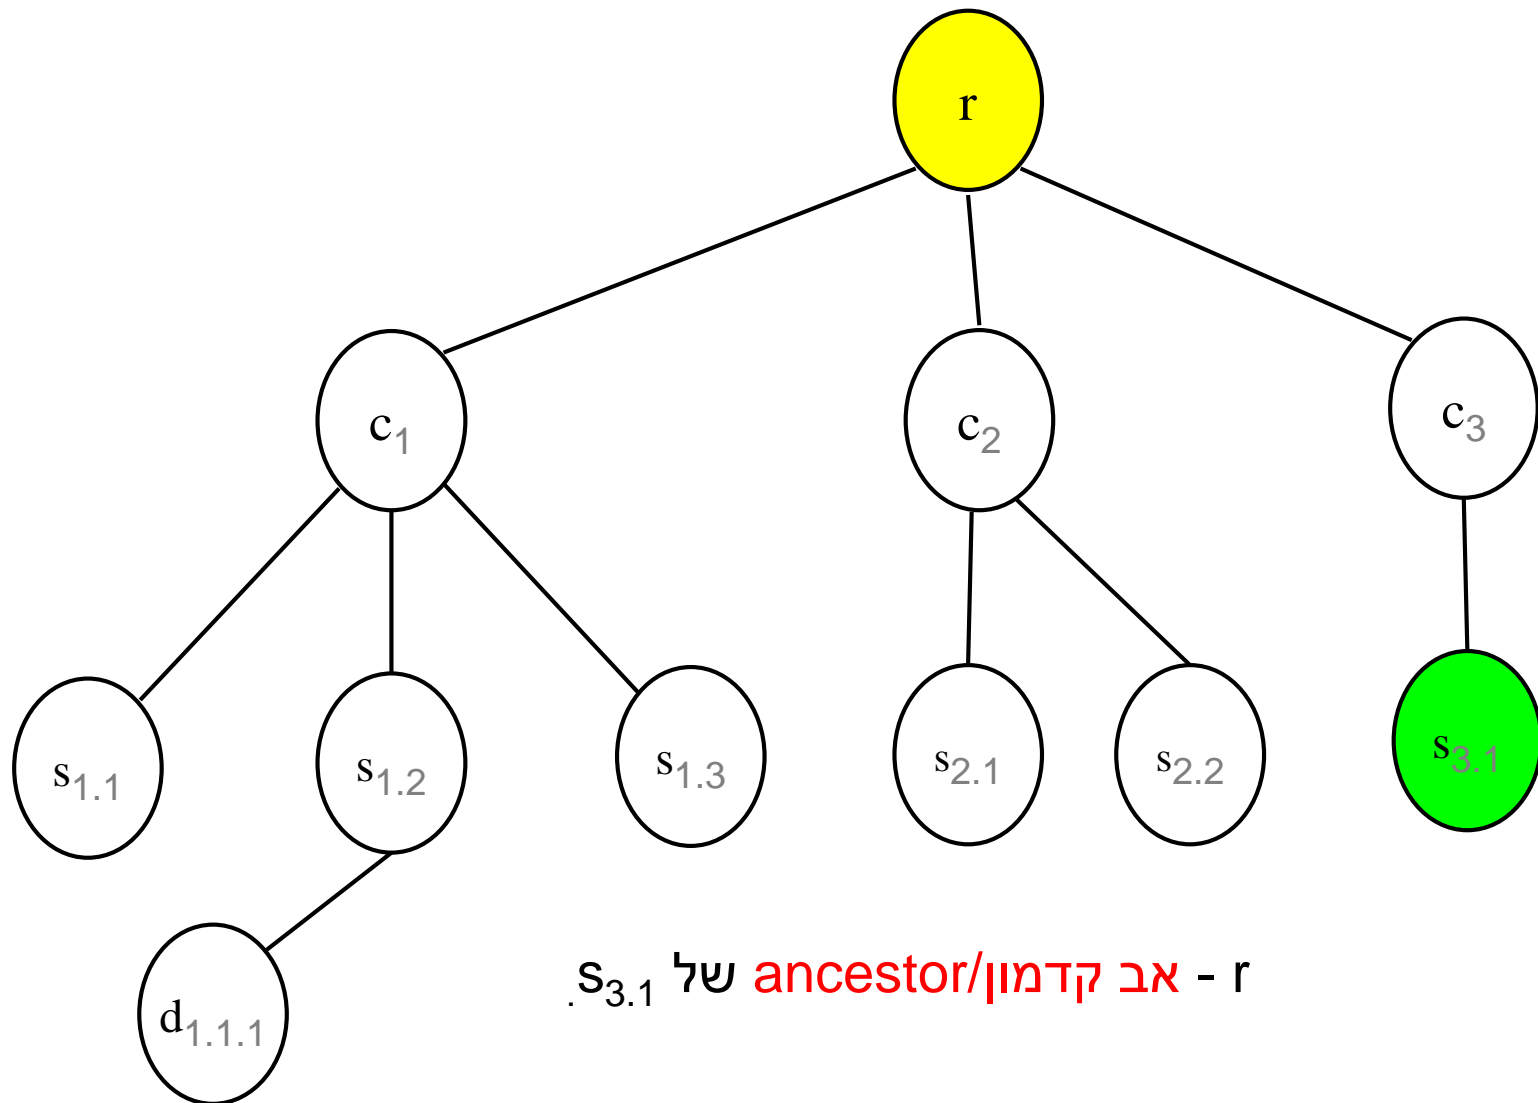 r
c₁ c₂ c₃
s₁.₁ s₁.₂ s₁.₃ s₂.₁ s₂.₂ s₃.₁
d₁.₁.₁
r - אב קדמון/ancestor של s₃.₁.